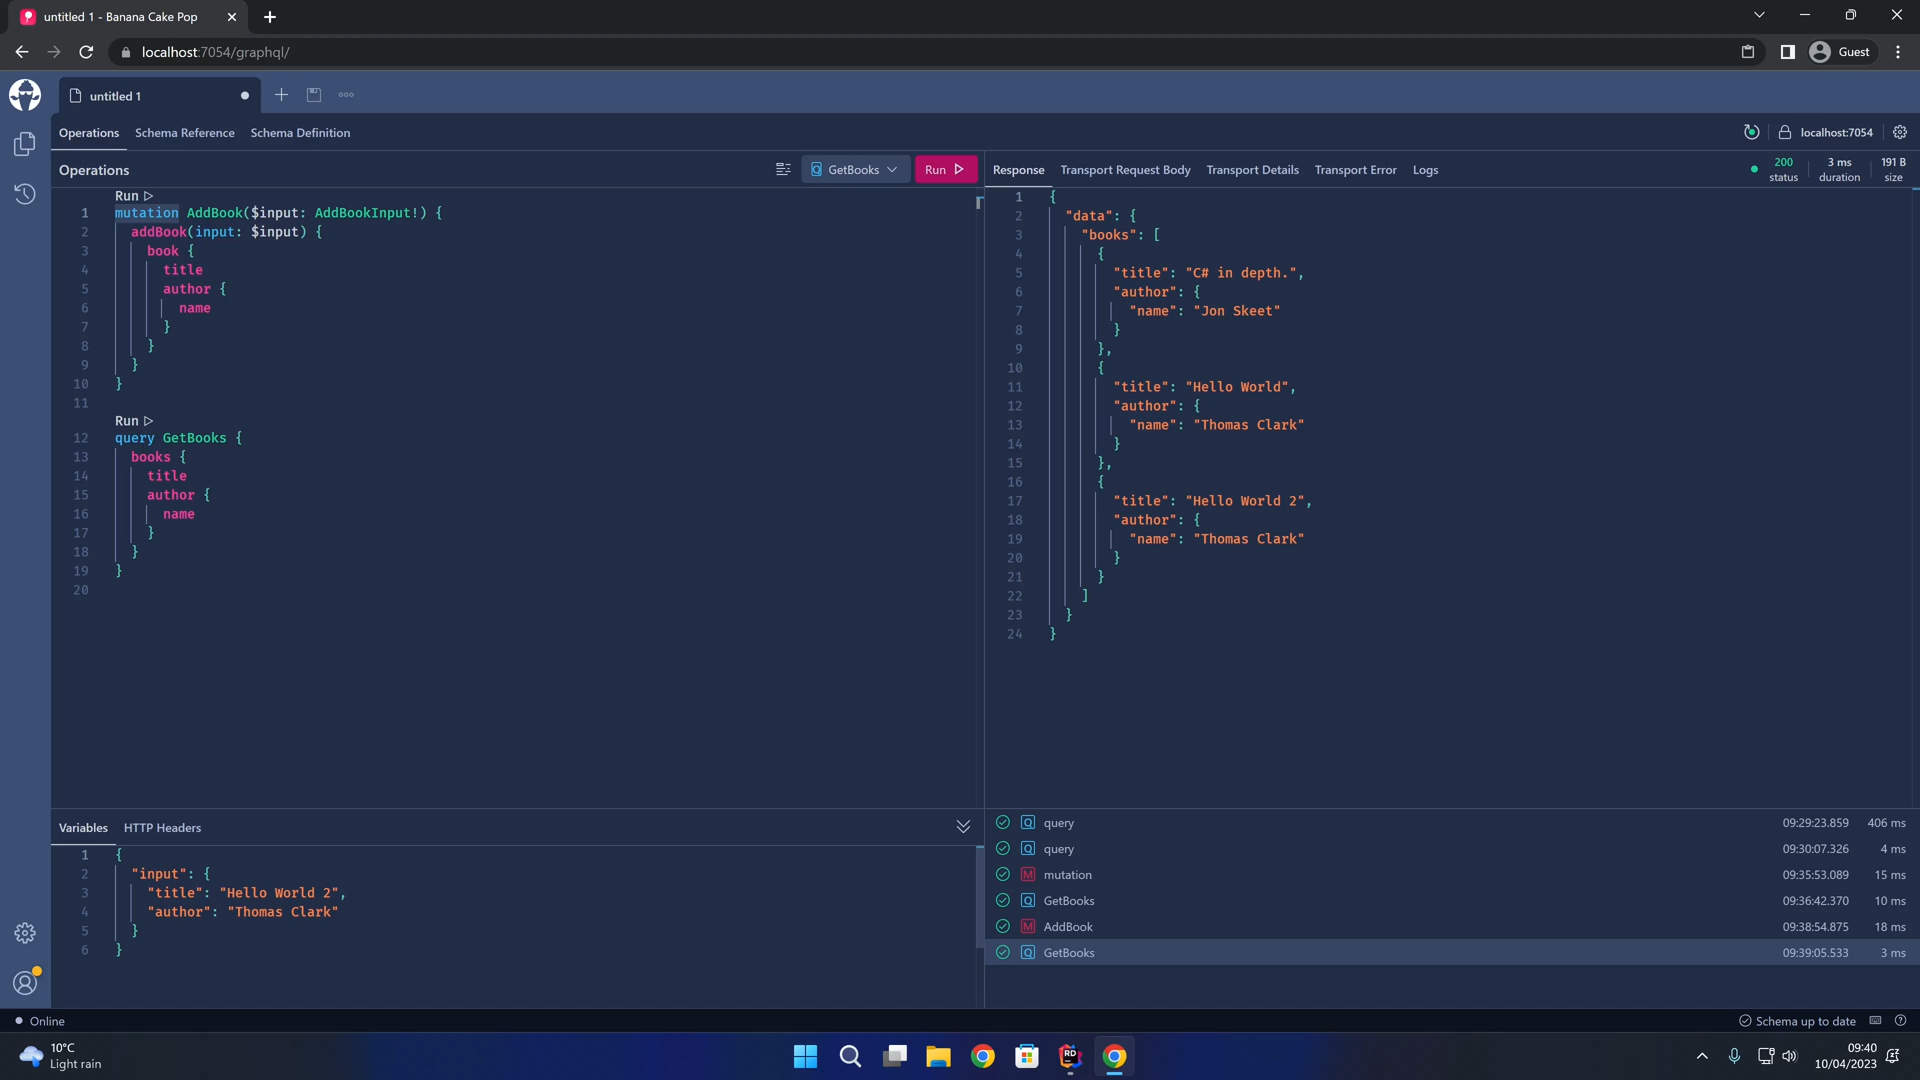 untitled 1 - Banana Cake Pop
localhost:7054/graphql/
Guest
untitled 1
Operations Schema Reference Schema Definition
localhost:7054
Operations
GetBooks
Run
Response Transport Request Body Transport Details Transport Error Logs
200 status
3 ms duration
191 B size
Run
1 mutation AddBook($input: AddBookInput!) {
2 addBook(input: $input) {
3 book {
4 title
5 author {
6 name
7 }
8 }
9 }
10 }
11
Run
12 query GetBooks {
13 books {
14 title
15 author {
16 name
17 }
18 }
19 }
20
1 {
2 "data": {
3 "books": [
4 {
5 "title": "C# in depth.",
6 "author": {
7 "name": "Jon Skeet"
8 }
9 },
10 {
11 "title": "Hello World",
12 "author": {
13 "name": "Thomas Clark"
14 }
15 },
16 {
17 "title": "Hello World 2",
18 "author": {
19 "name": "Thomas Clark"
20 }
21 }
22 ]
23 }
24 }
Variables HTTP Headers
1 {
2 "input": {
3 "title": "Hello World 2",
4 "author": "Thomas Clark"
5 }
6 }
Q query 09:29:23.859 406 ms
Q query 09:30:07.326 4 ms
M mutation 09:35:53.089 15 ms
Q GetBooks 09:36:42.370 10 ms
M AddBook 09:38:54.875 18 ms
Q GetBooks 09:39:05.533 3 ms
Online
Schema up to date
10°C
Light rain
RD
09:40
10/04/2023